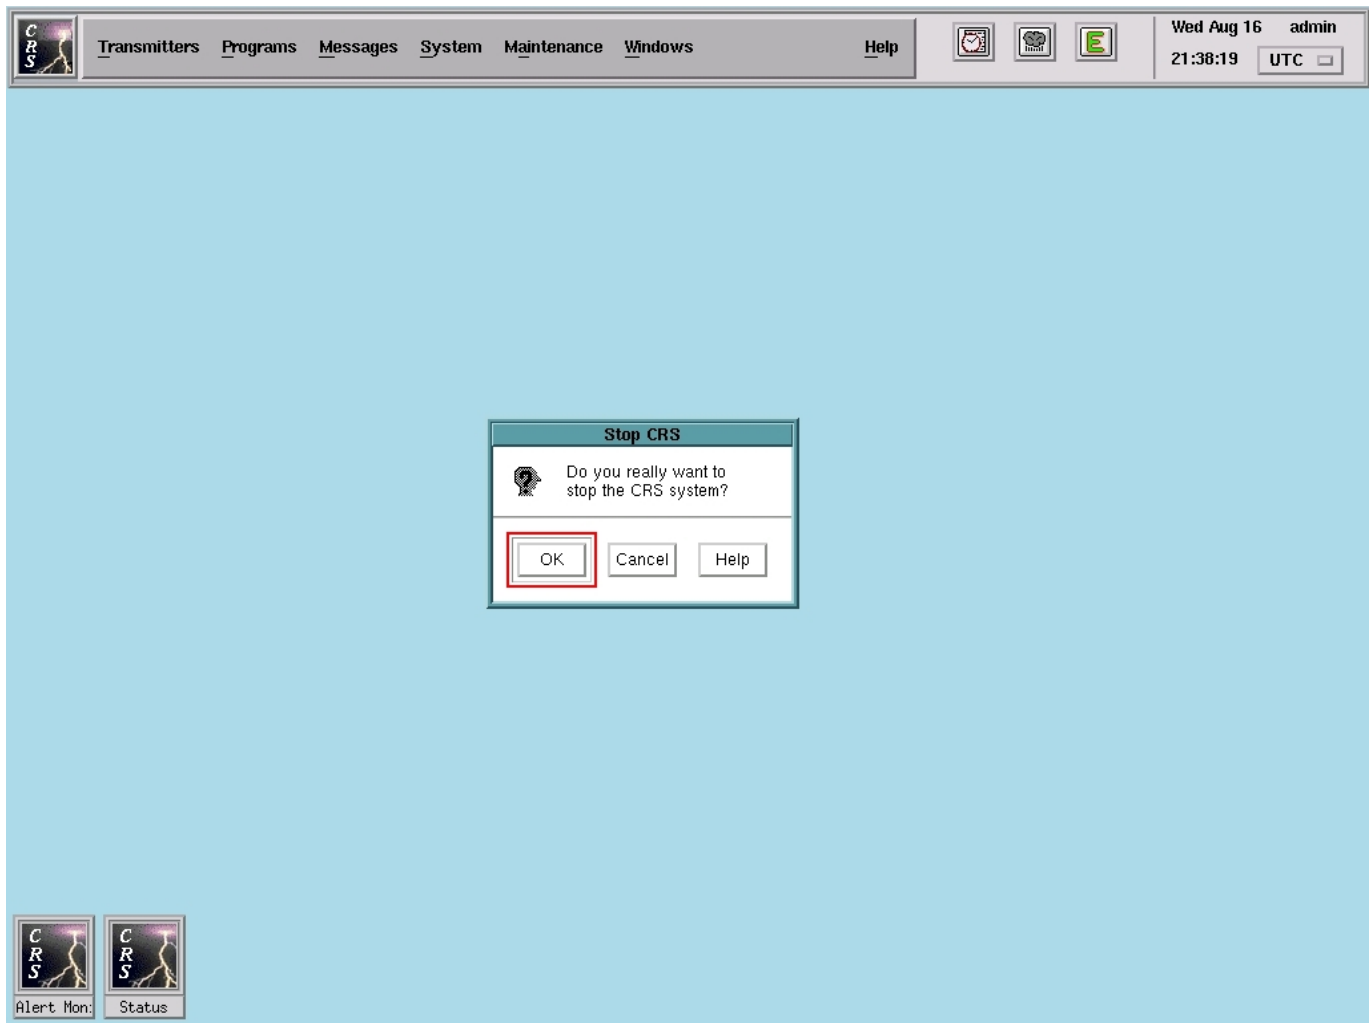 CRS
Transmitters Programs Messages System Maintenance Windows Help
E
Wed Aug 16 admin
21:38:19 UTC
Stop CRS
?
Do you really want to
stop the CRS system?
OK Cancel Help
CRS
CRS
Alert Mon:
Status